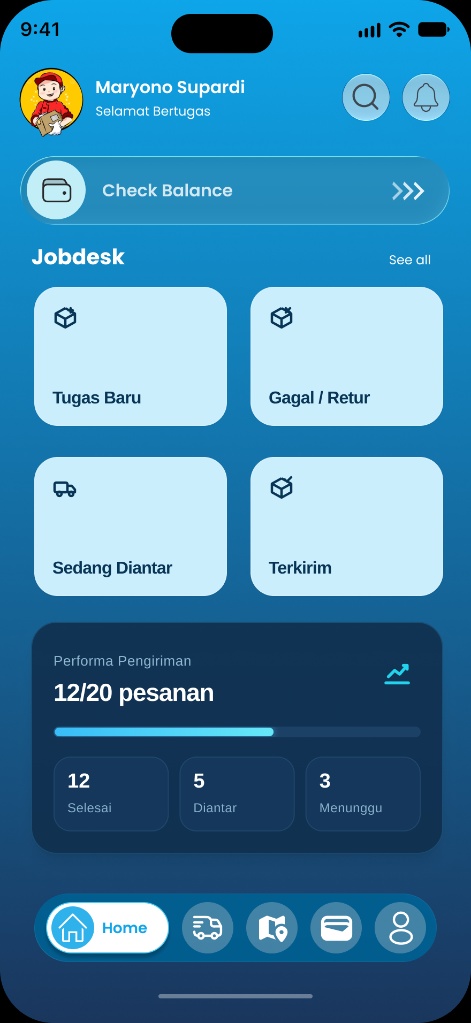 9:41
Maryono Supardi
Selamat Bertugas
Check Balance
Jobdesk
See all
Tugas Baru
Gagal / Retur
Sedang Diantar
Terkirim
Performa Pengiriman
12/20 pesanan
12
5
3
Selesai
Diantar
Menunggu
Home